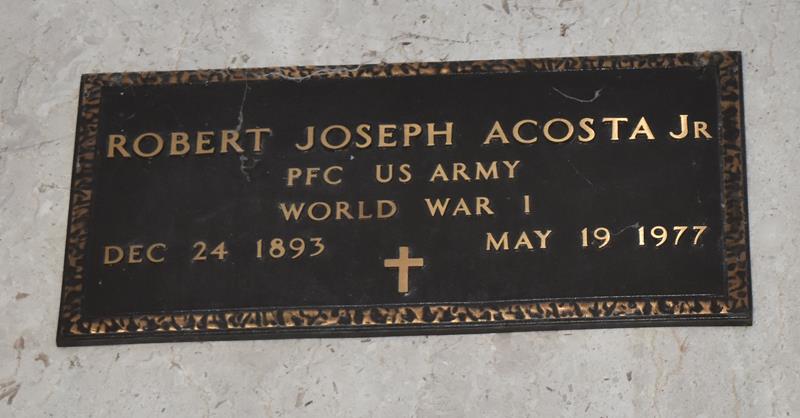 ROBERT JOSEPH ACOSTA JR
PFC US ARMY
WORLD WAR I
DEC 24 1893 MAY 19 1977